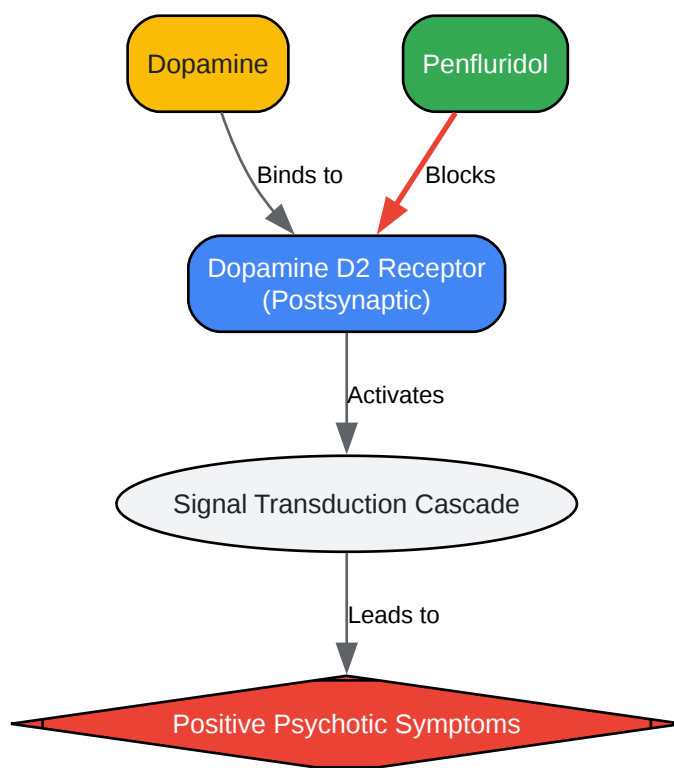 Dopamine
Penfluridol
Binds to
Blocks
Dopamine D2 Receptor
(Postsynaptic)
Activates
Signal Transduction Cascade
Leads to
Positive Psychotic Symptoms